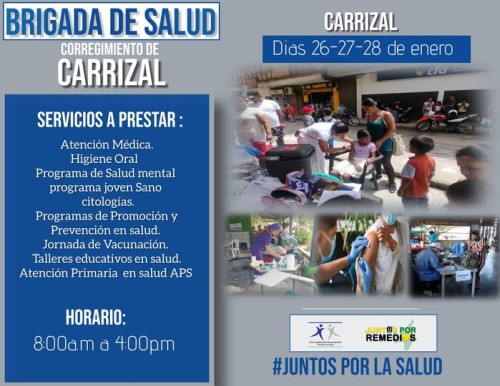 BRIGADA DE SALUD
CORREGIMIENTO DE
CARRIZAL
SERVICIOS A PRESTAR :
Atención Médica.
Higiene Oral
Programa de Salud mental
programa joven Sano
citologías.
Programas de Promoción y
Prevención en salud.
Jornada de Vacunación.
Talleres educativos en salud.
Atención Primaria en salud APS
HORARIO:
8:00a.m a 4:00pm
CARRIZAL
Dias 26-27-28 de enero
JUNTOS POR
REMEDIOS
#JUNTOS POR LA SALUD